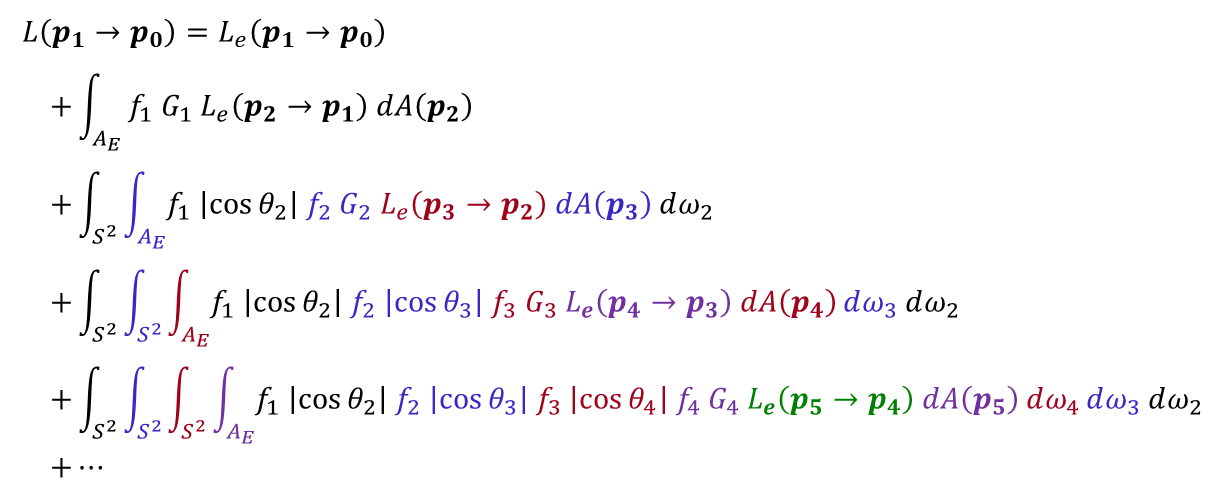 L(p₁ → p₀) = Lₑ(p₁ → p₀)
+ ∫_{A_E} f₁ G₁ Lₑ(p₂ → p₁) dA(p₂)
+ ∫_{S²} ∫_{A_E} f₁ |cos θ₂| f₂ G₂ Lₑ(p₃ → p₂) dA(p₃) dω₂
+ ∫_{S²} ∫_{S²} ∫_{A_E} f₁ |cos θ₂| f₂ |cos θ₃| f₃ G₃ Lₑ(p₄ → p₃) dA(p₄) dω₃ dω₂
+ ∫_{S²} ∫_{S²} ∫_{S²} ∫_{A_E} f₁ |cos θ₂| f₂ |cos θ₃| f₃ |cos θ₄| f₄ G₄ Lₑ(p₅ → p₄) dA(p₅) dω₄ dω₃ dω₂
+ ⋯